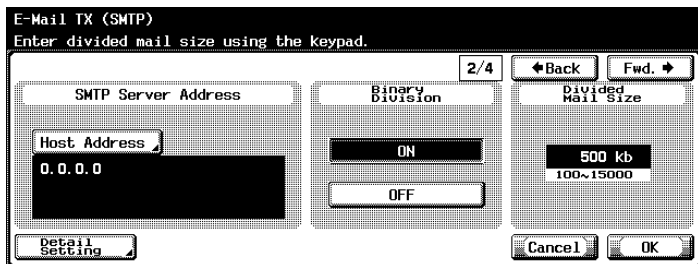 E-Mail TX (SMTP)
Enter divided mail size using the keypad.
2/4
←Back
Fwd. →
SMTP Server Address
Binary
Division
Divided
Mail Size
Host Address
0.0.0.0
ON
OFF
500 kb
100~15000
Detail
Setting
Cancel
OK